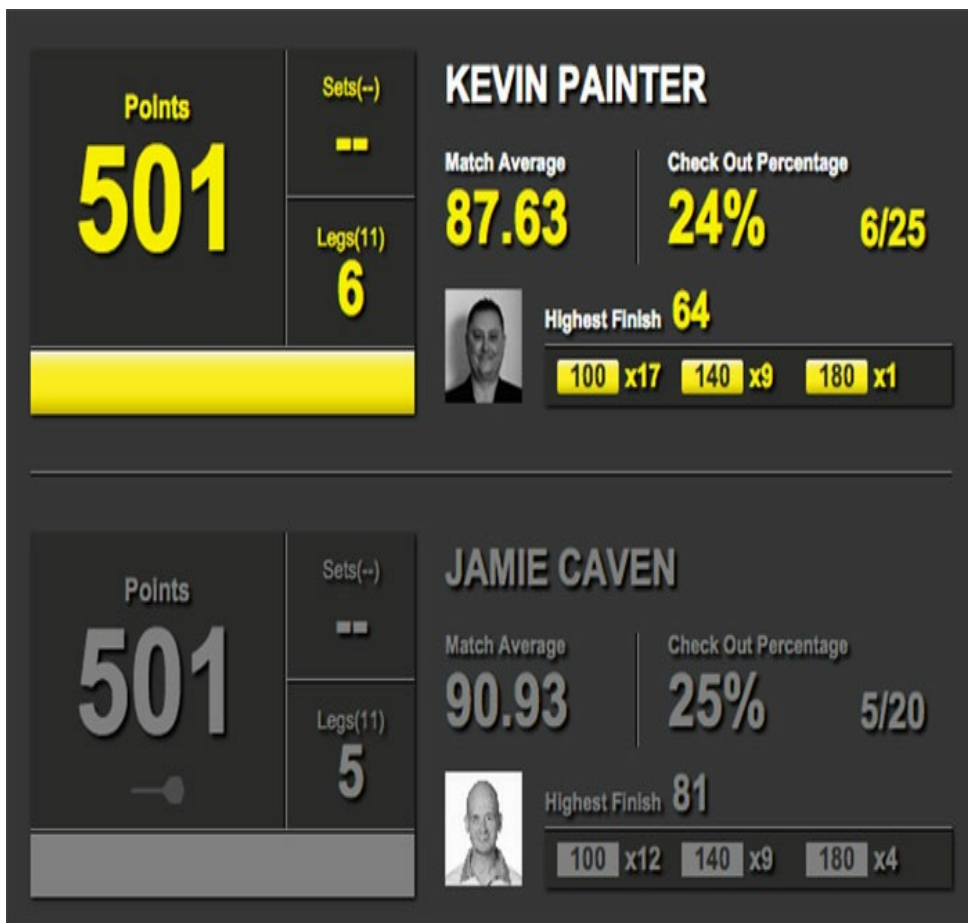 KEVIN PAINTER
Points
501
Sets(--)
--
Legs(11)
6
Match Average
87.63
Check Out Percentage
24% 6/25
Highest Finish 64
100 x17 140 x9 180 x1
JAMIE CAVEN
Points
501
Sets(--)
--
Legs(11)
5
Match Average
90.93
Check Out Percentage
25% 5/20
Highest Finish 81
100 x12 140 x9 180 x4